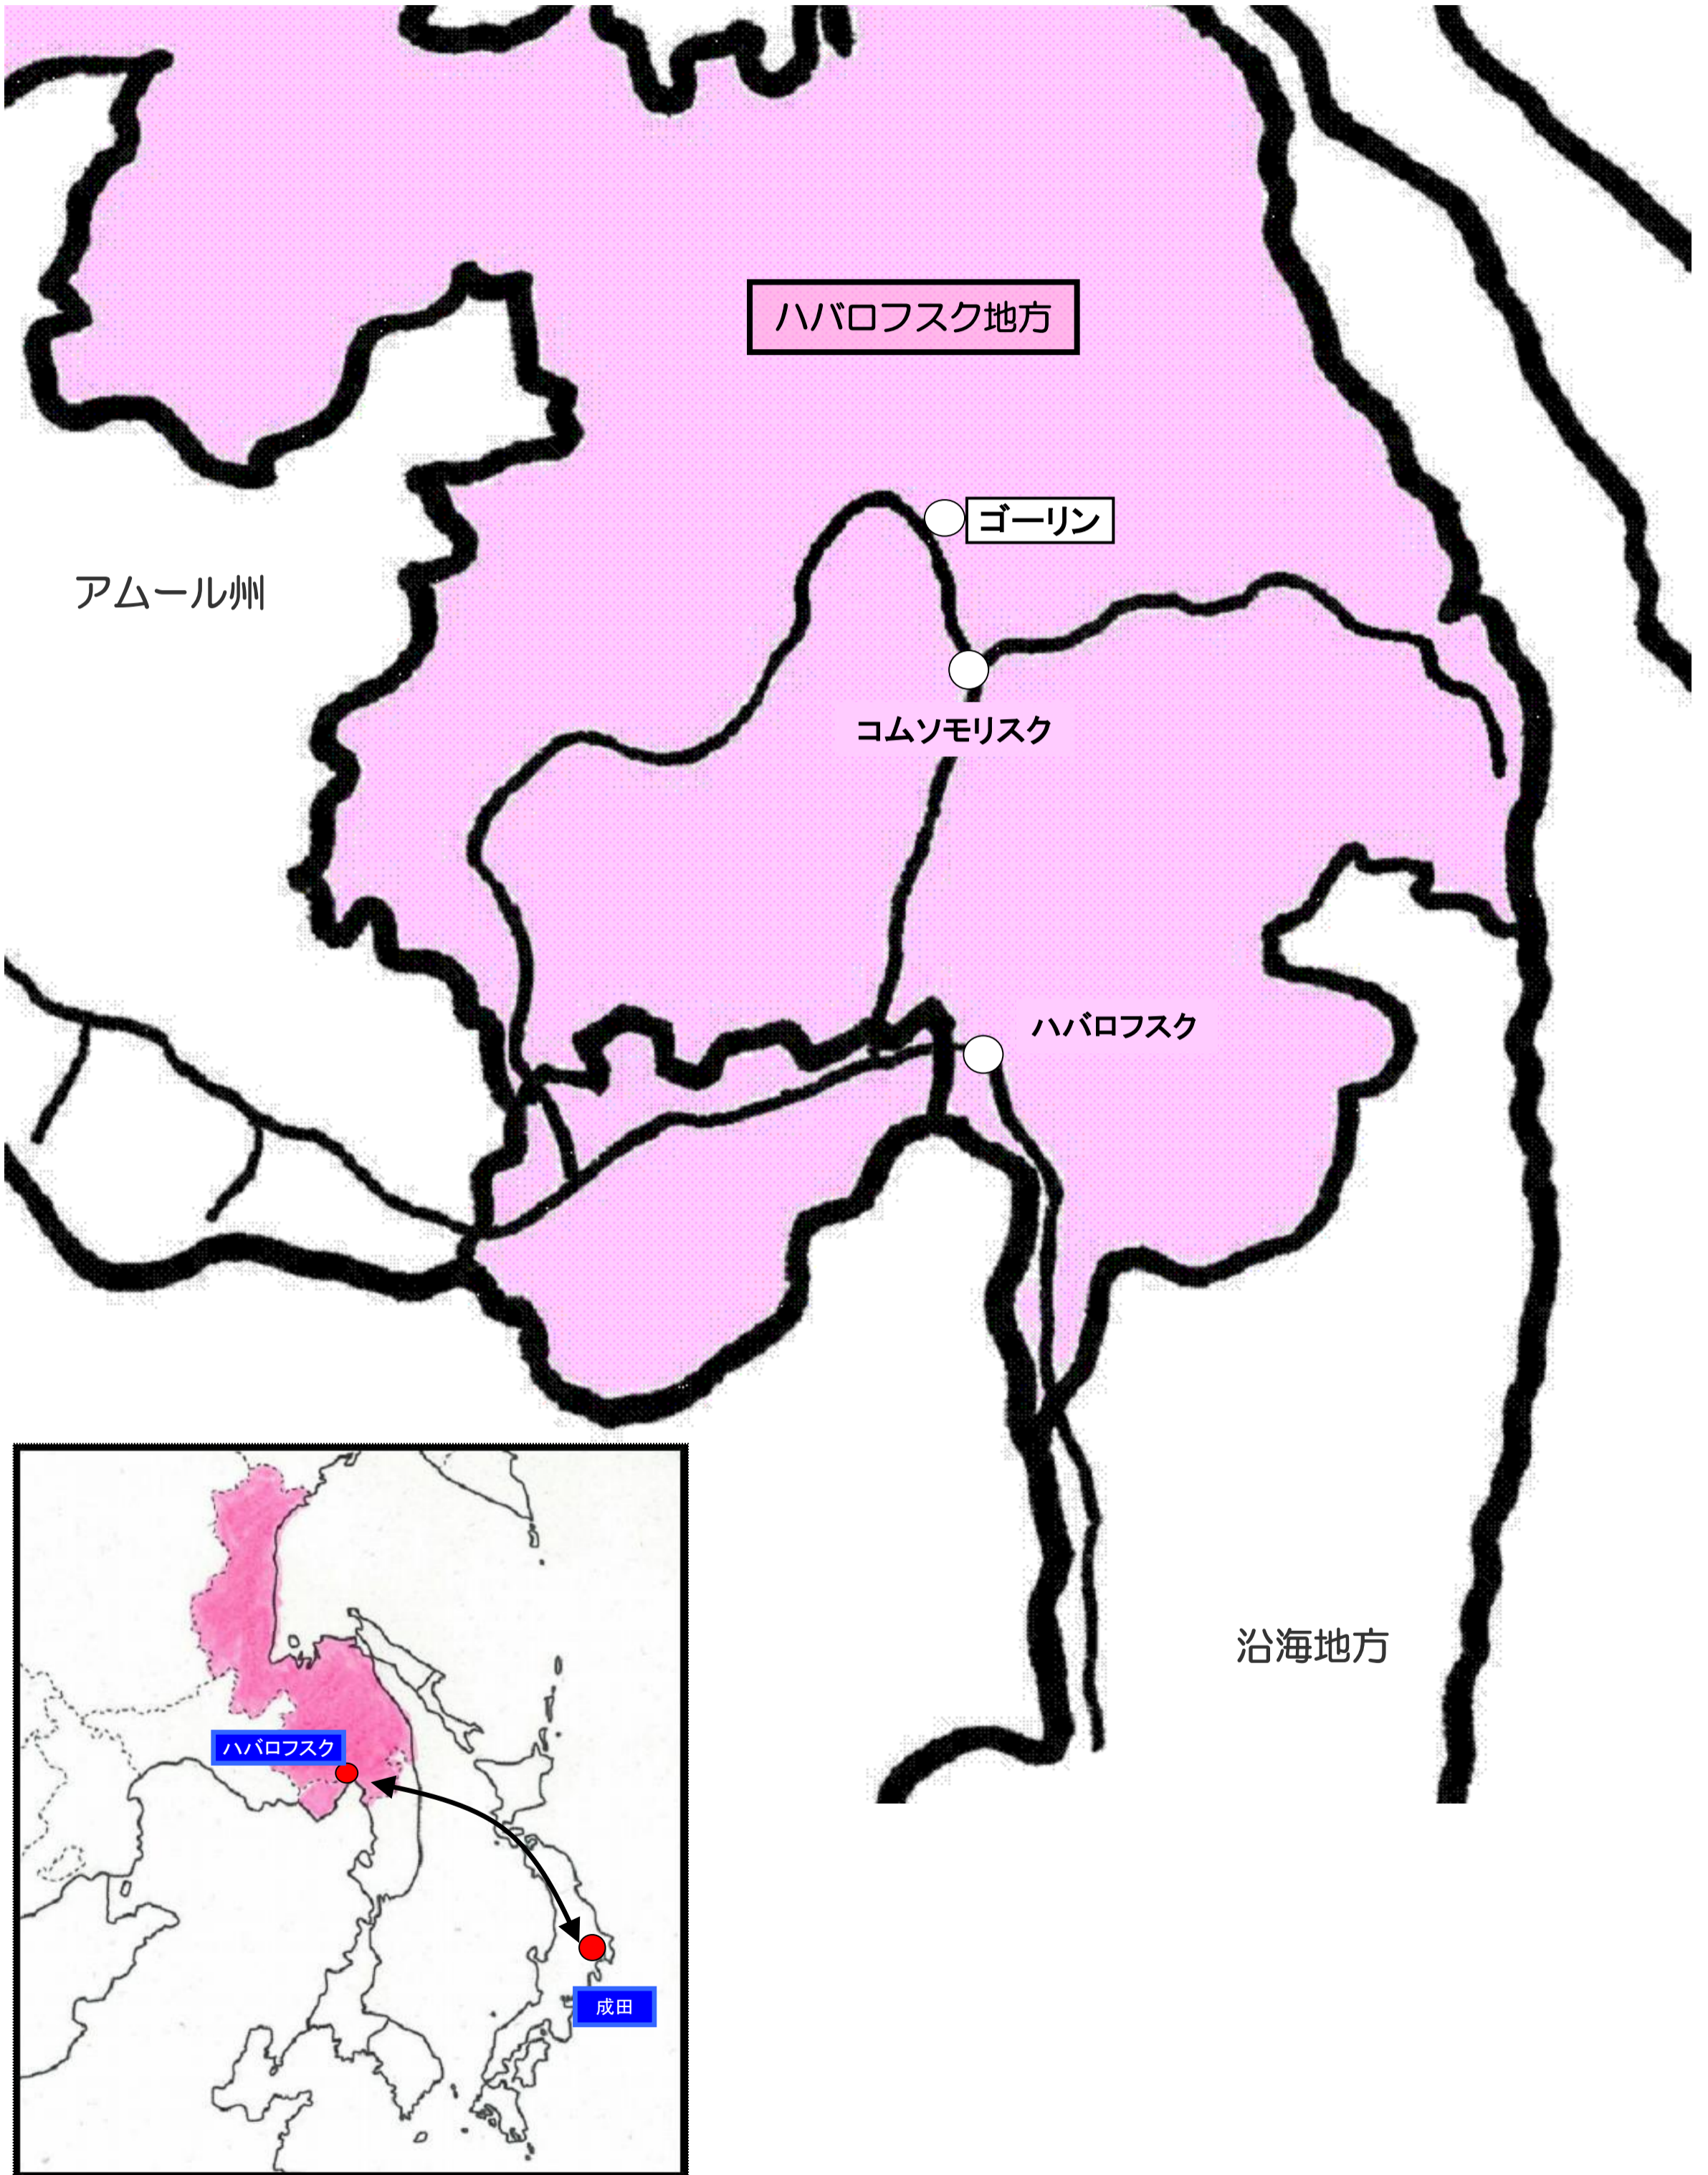 ハバロフスク地方
ゴーリン
アムール州
コムソモリスク
ハバロフスク
沿海地方
ハバロフスク
成田